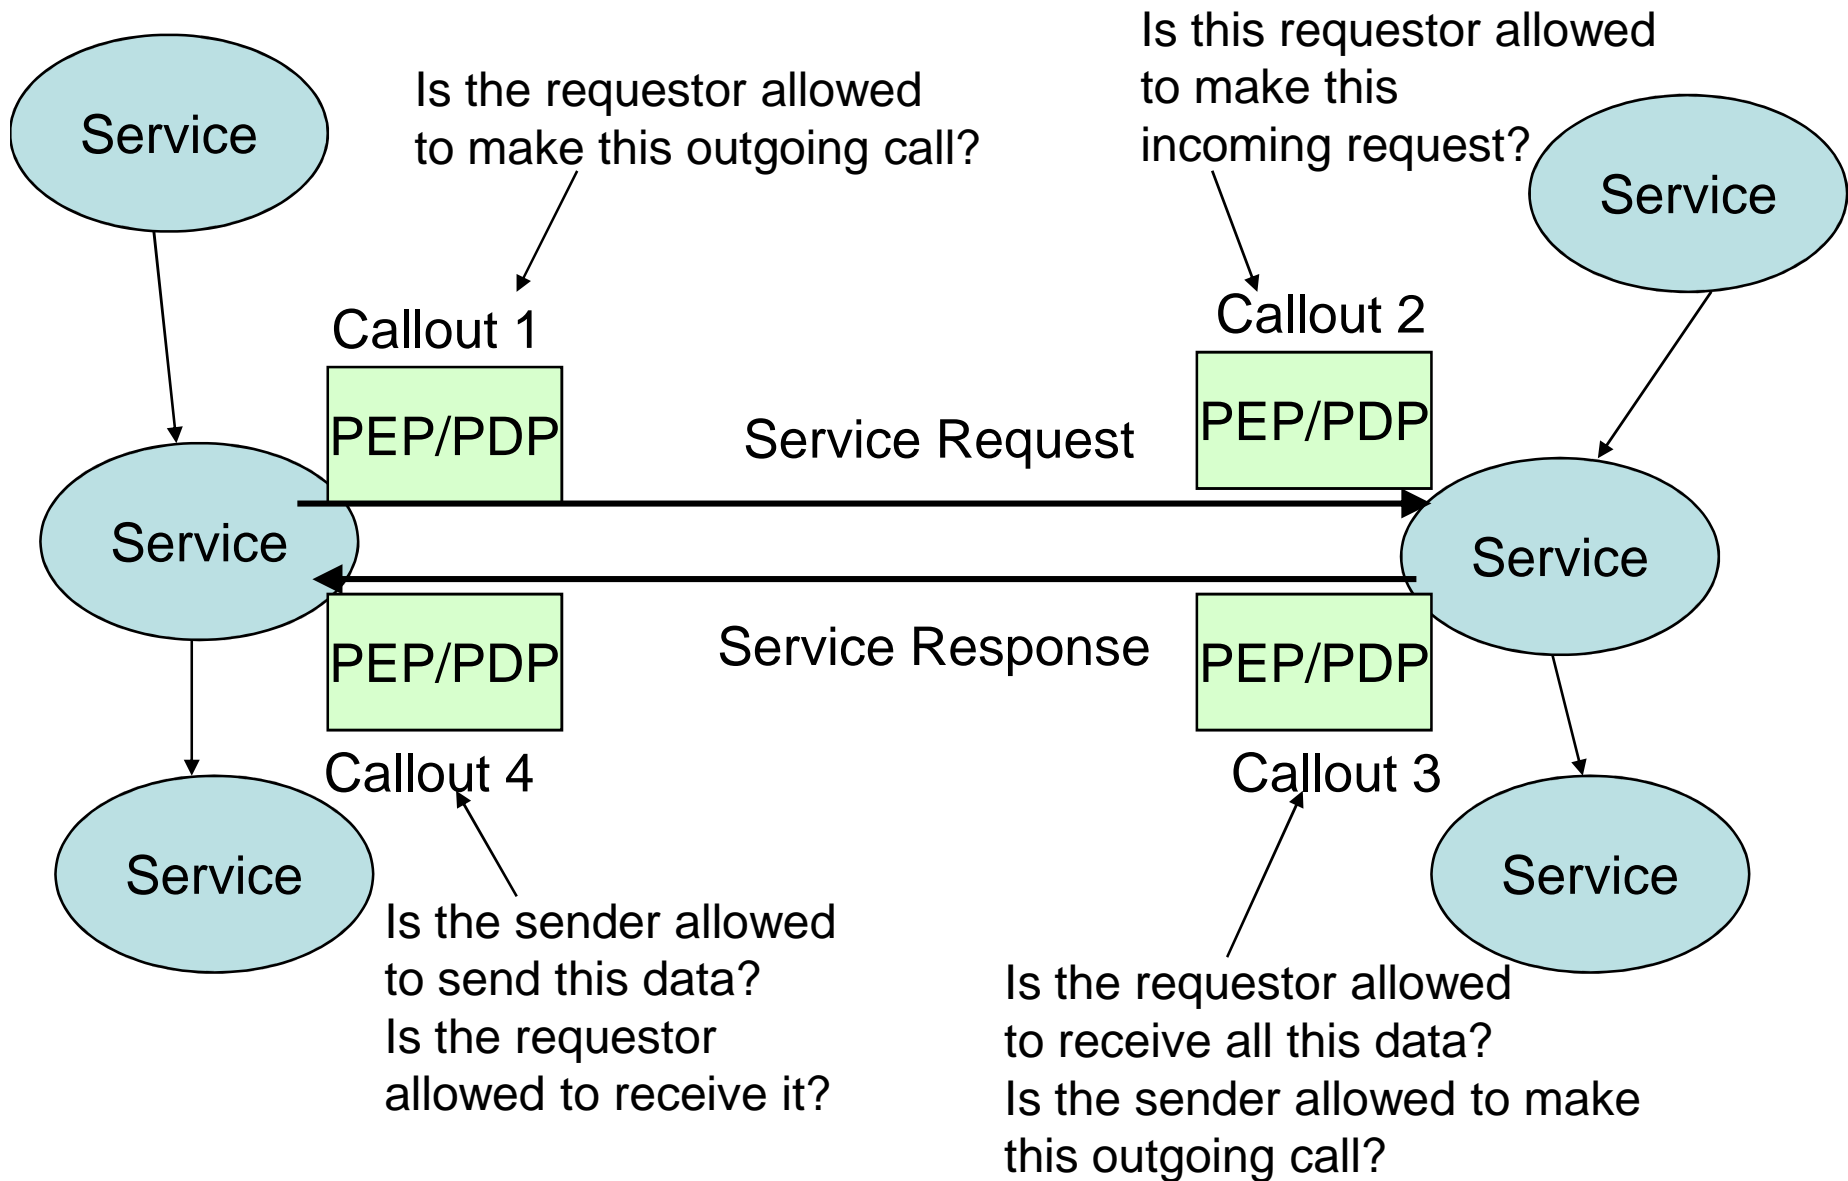 Is this requestor allowed
to make this
incoming request?
Is the requestor allowed
to make this outgoing call?
Service
Service
Callout 1
Callout 2
PEP/PDP
Service Request
PEP/PDP
Service
Service
PEP/PDP
Service Response
PEP/PDP
Callout 4
Callout 3
Service
Service
Is the sender allowed
to send this data?
Is the requestor
allowed to receive it?
Is the requestor allowed
to receive all this data?
Is the sender allowed to make
this outgoing call?